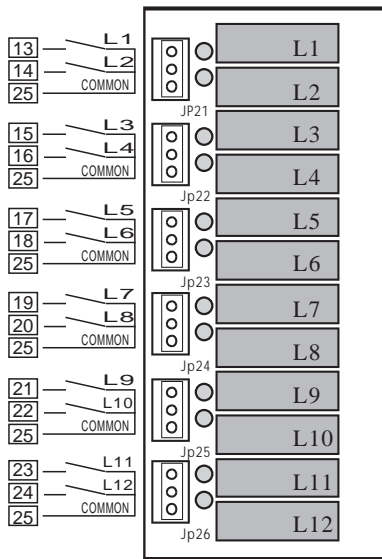 13 L1 L1
14 L2 L2
25 COMMON
JP21
15 L3 L3
16 L4 L4
25 COMMON
Jp22
17 L5 L5
18 L6 L6
25 COMMON
Jp23
19 L7 L7
20 L8 L8
25 COMMON
Jp24
21 L9 L9
22 L10 L10
25 COMMON
Jp25
23 L11 L11
24 L12 L12
25 COMMON
Jp26